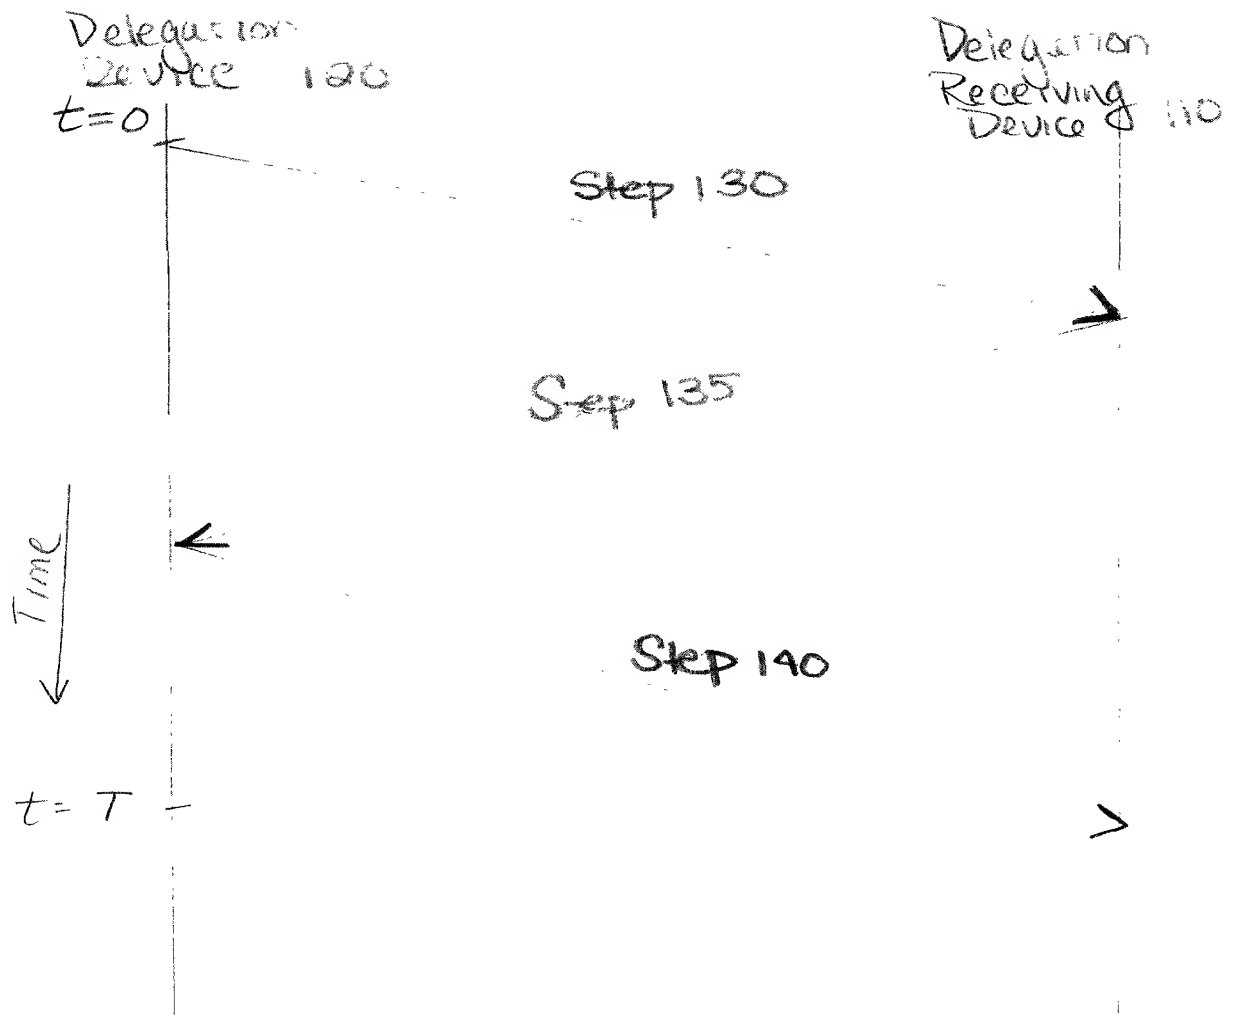 Delegation
Device 120
t=0
Delegation
Receiving
Device 110
Step 130
Step 135
Time
Step 140
t= T